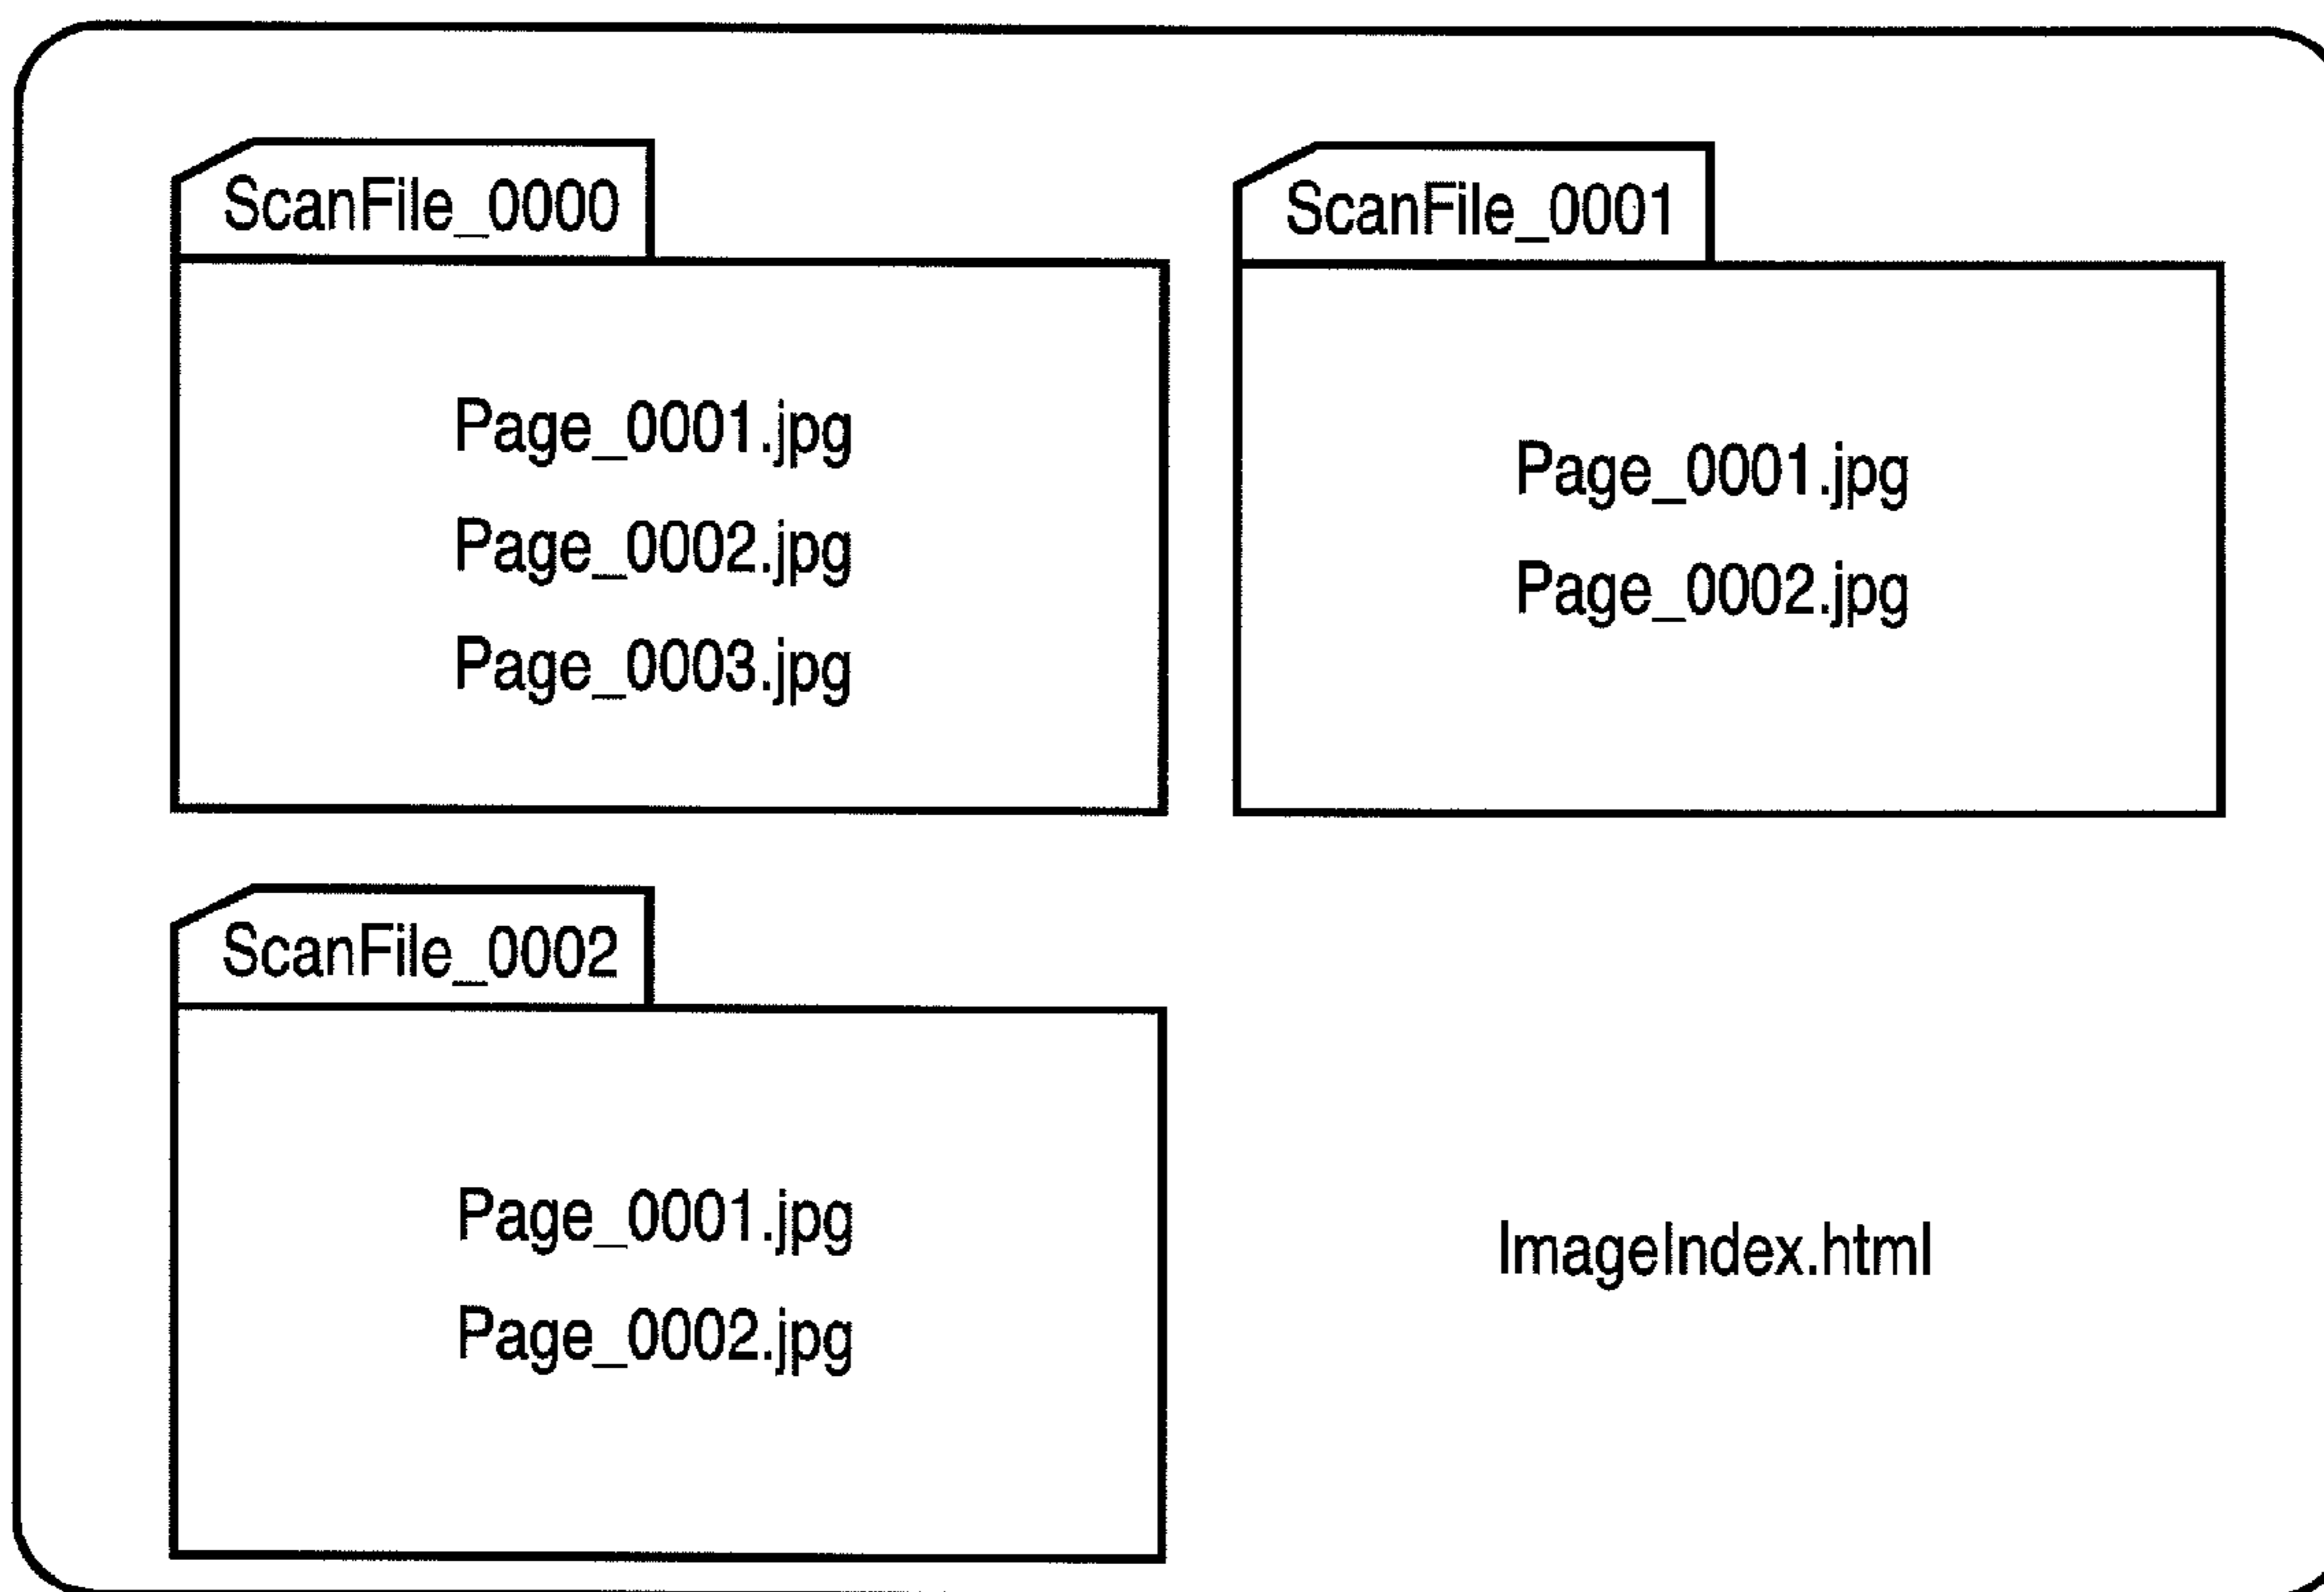 ScanFile_0000
Page_0001.jpg
Page_0002.jpg
Page_0003.jpg
ScanFile_0001
Page_0001.jpg
Page_0002.jpg
ScanFile_0002
Page_0001.jpg
Page_0002.jpg
ImageIndex.html